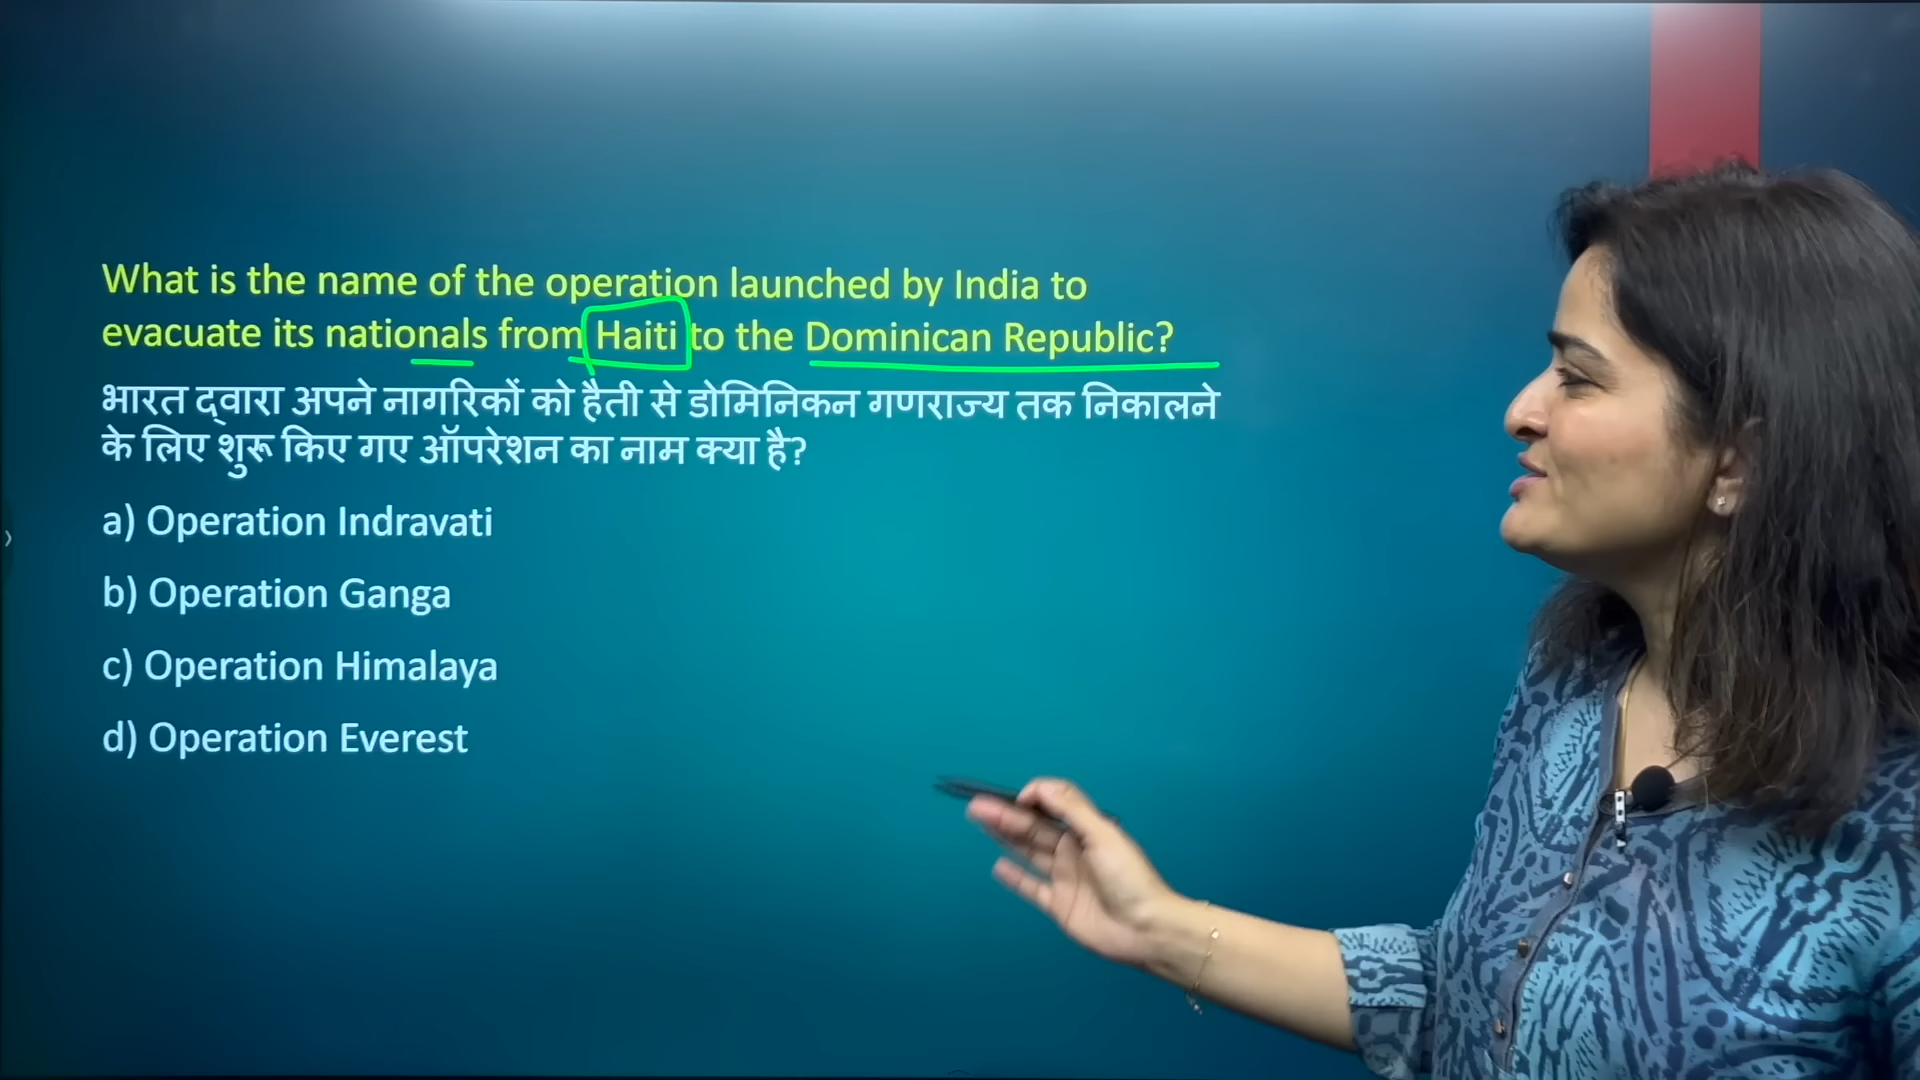 What is the name of the operation launched by India to
evacuate its nationals from Haiti to the Dominican Republic?
भारत द्वारा अपने नागरिकों को हैती से डोमिनिकन गणराज्य तक निकालने
के लिए शुरू किए गए ऑपरेशन का नाम क्या है?
a) Operation Indravati
b) Operation Ganga
c) Operation Himalaya
d) Operation Everest